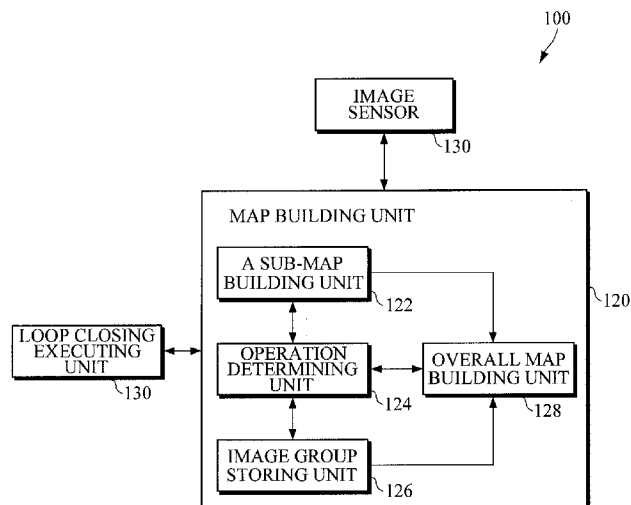 100
IMAGE
SENSOR
130
MAP BUILDING UNIT
A SUB-MAP
BUILDING UNIT
122
120
LOOP CLOSING
EXECUTING
UNIT
130
OPERATION
DETERMINING
UNIT
124
OVERALL MAP
BUILDING UNIT
128
IMAGE GROUP
STORING UNIT
126